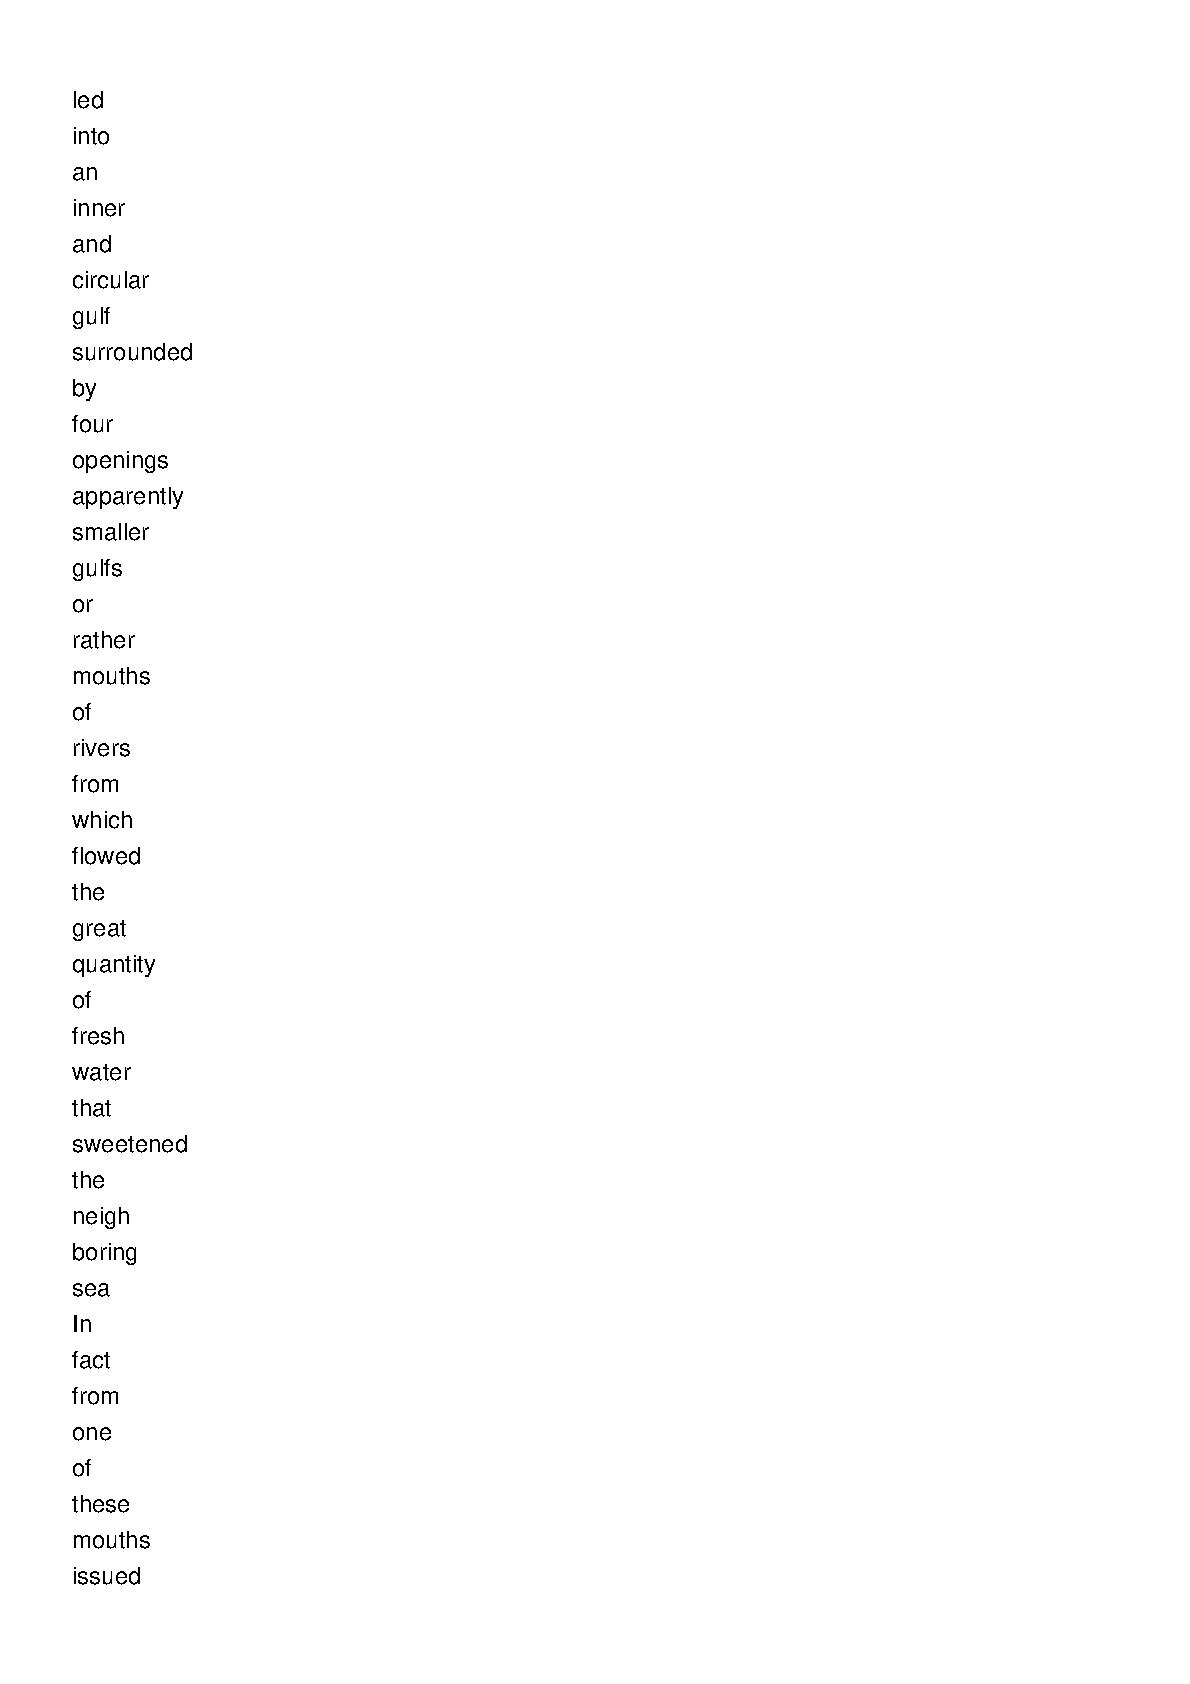 led
into
an
inner
and
circular
gulf
surrounded
by
four
openings
apparently
smaller
gulfs
or
rather
mouths
of
rivers
from
which
flowed
the
great
quantity
of
fresh
water
that
sweetened
the
neigh
boring
sea
In
fact
from
one
of
these
mouths
issued